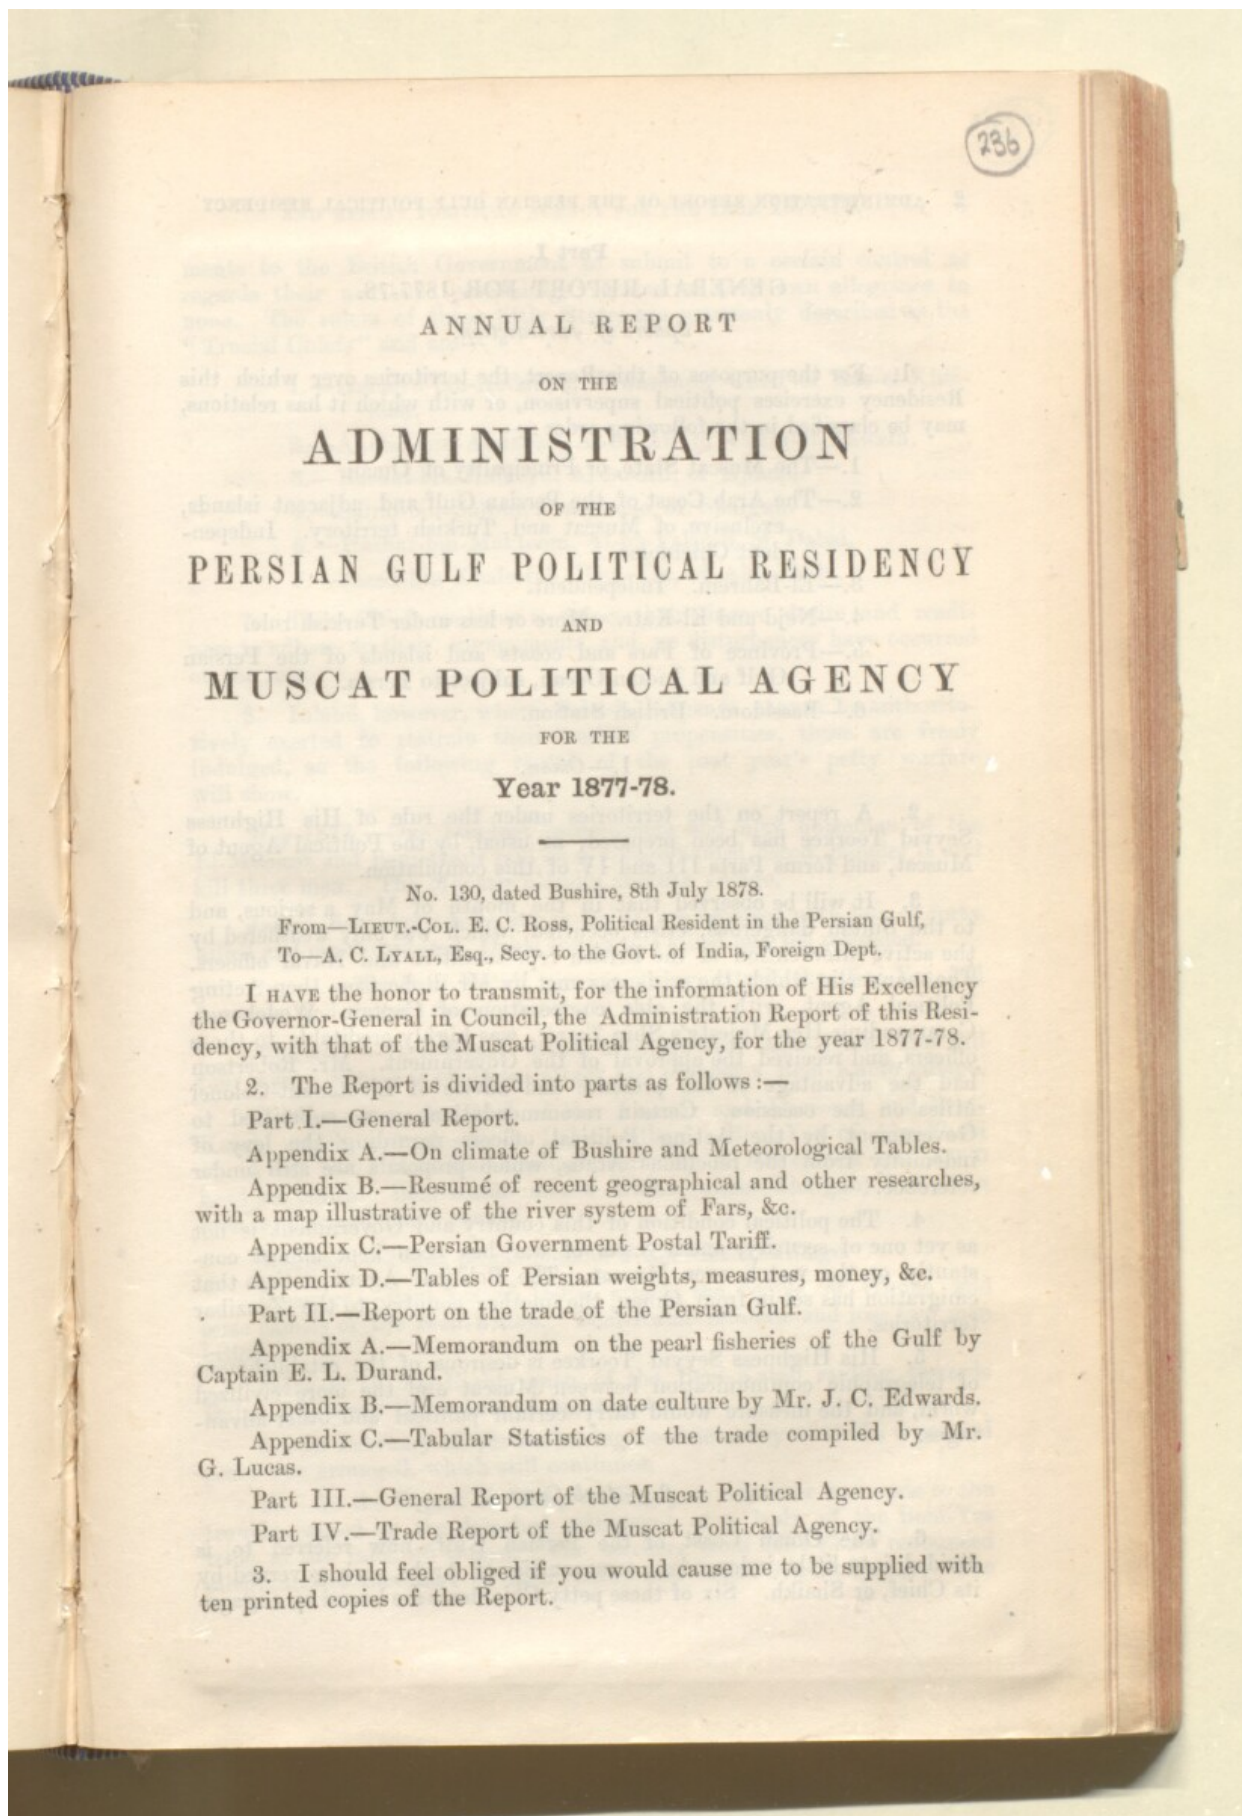 236
ANNUAL REPORT
ON THE
ADMINISTRATION
OF THE
PERSIAN GULF POLITICAL RESIDENCY
AND
MUSCAT POLITICAL AGENCY
FOR THE
Year 1877-78.
No. 130, dated Bushire, 8th July 1878.
From—LIEUT.-COL. E. C. ROSS, Political Resident in the Persian Gulf,
To—A. C. LYALL, Esq., Secy. to the Govt. of India, Foreign Dept.
I HAVE the honor to transmit, for the information of His Excellency
the Governor-General in Council, the Administration Report of this Resi-
dency, with that of the Muscat Political Agency, for the year 1877-78.
2. The Report is divided into parts as follows :—
Part I.—General Report.
Appendix A.—On climate of Bushire and Meteorological Tables.
Appendix B.—Resumé of recent geographical and other researches,
with a map illustrative of the river system of Fars, &c.
Appendix C.—Persian Government Postal Tariff.
Appendix D.—Tables of Persian weights, measures, money, &c.
Part II.—Report on the trade of the Persian Gulf.
Appendix A.—Memorandum on the pearl fisheries of the Gulf by
Captain E. L. Durand.
Appendix B.—Memorandum on date culture by Mr. J. C. Edwards.
Appendix C.—Tabular Statistics of the trade compiled by Mr.
G. Lucas.
Part III.—General Report of the Muscat Political Agency.
Part IV.—Trade Report of the Muscat Political Agency.
3. I should feel obliged if you would cause me to be supplied with
ten printed copies of the Report.